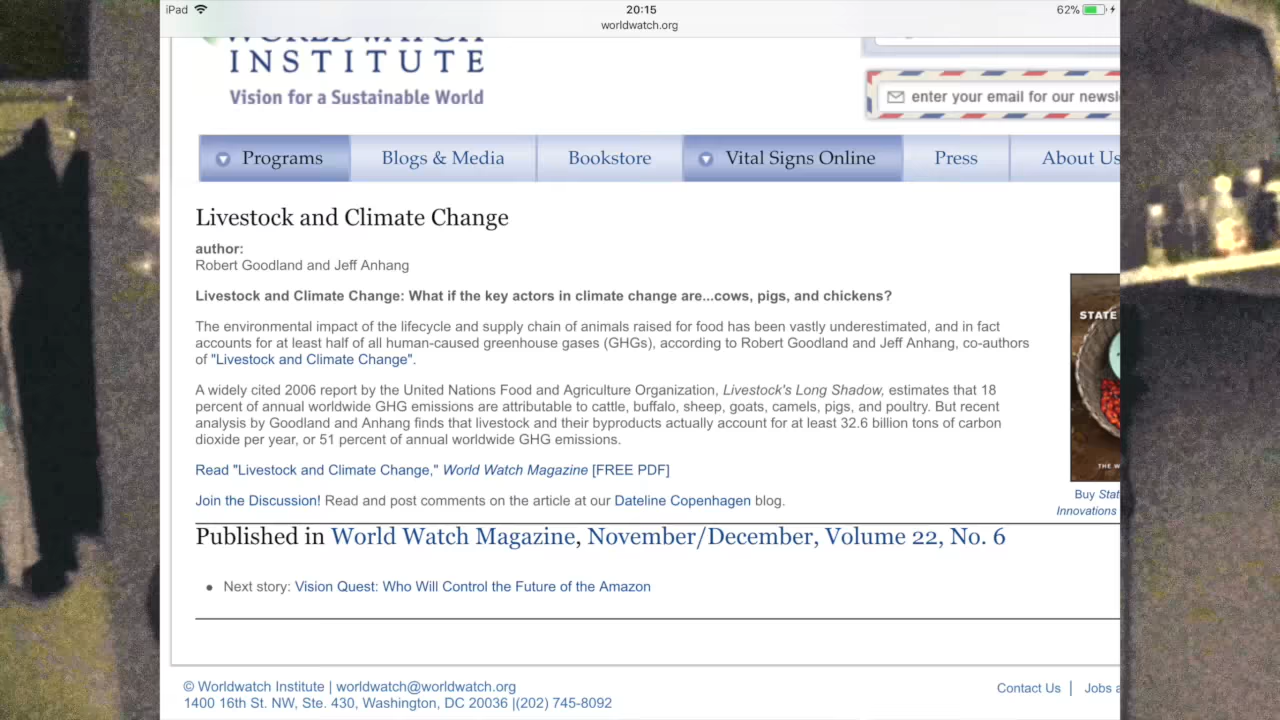 iPad 20:15 62%
worldwatch.org
WORLDWATCH
INSTITUTE
Vision for a Sustainable World
enter your email for our newsl
Programs Blogs & Media Bookstore Vital Signs Online Press About Us
Livestock and Climate Change
author:
Robert Goodland and Jeff Anhang
Livestock and Climate Change: What if the key actors in climate change are...cows, pigs, and chickens?
The environmental impact of the lifecycle and supply chain of animals raised for food has been vastly underestimated, and in fact
accounts for at least half of all human-caused greenhouse gases (GHGs), according to Robert Goodland and Jeff Anhang, co-authors
of "Livestock and Climate Change".
A widely cited 2006 report by the United Nations Food and Agriculture Organization, Livestock's Long Shadow, estimates that 18
percent of annual worldwide GHG emissions are attributable to cattle, buffalo, sheep, goats, camels, pigs, and poultry. But recent
analysis by Goodland and Anhang finds that livestock and their byproducts actually account for at least 32.6 billion tons of carbon
dioxide per year, or 51 percent of annual worldwide GHG emissions.
Read "Livestock and Climate Change," World Watch Magazine [FREE PDF]
Join the Discussion! Read and post comments on the article at our Dateline Copenhagen blog.
STATE
THE W
Buy Stat
Innovations
Published in World Watch Magazine, November/December, Volume 22, No. 6
• Next story: Vision Quest: Who Will Control the Future of the Amazon
© Worldwatch Institute | worldwatch@worldwatch.org
1400 16th St. NW, Ste. 430, Washington, DC 20036 |(202) 745-8092
Contact Us | Jobs a